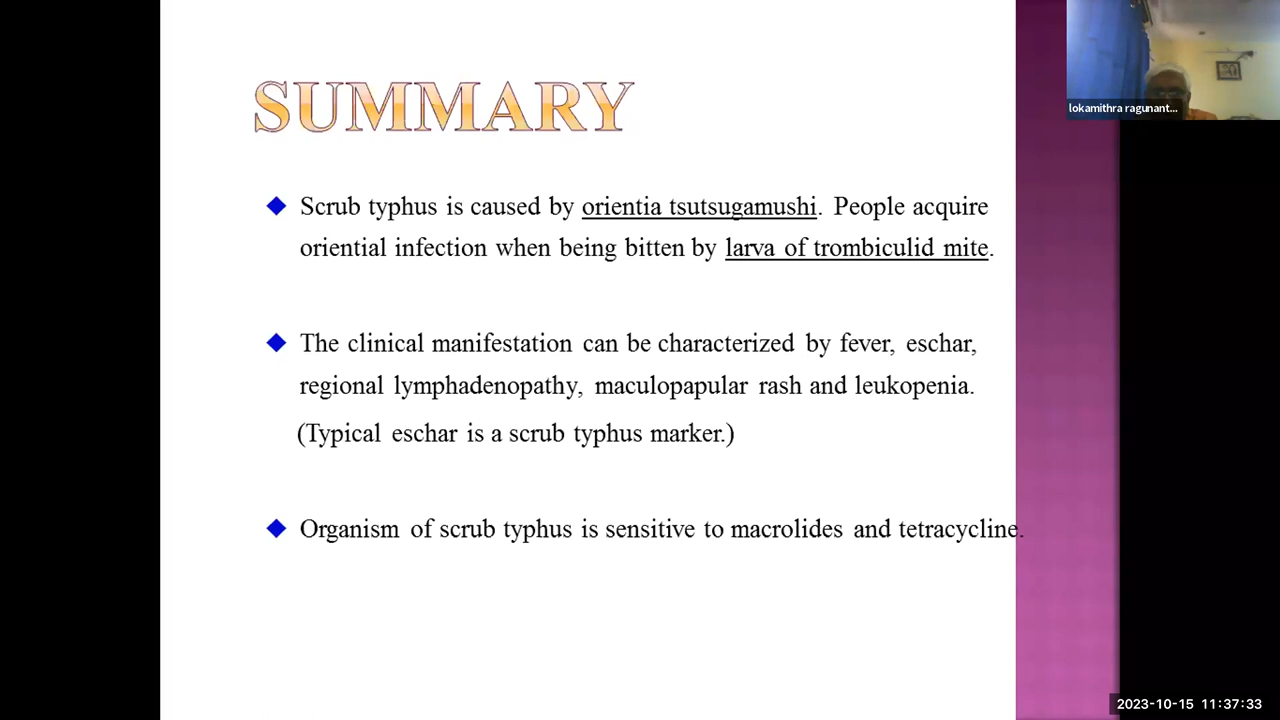 lokamithra ragunant...
SUMMARY
Scrub typhus is caused by orientia tsutsugamushi. People acquire
oriential infection when being bitten by larva of trombiculid mite.
The clinical manifestation can be characterized by fever, eschar,
regional lymphadenopathy, maculopapular rash and leukopenia.
(Typical eschar is a scrub typhus marker.)
Organism of scrub typhus is sensitive to macrolides and tetracycline.
2023-10-15 11:37:33